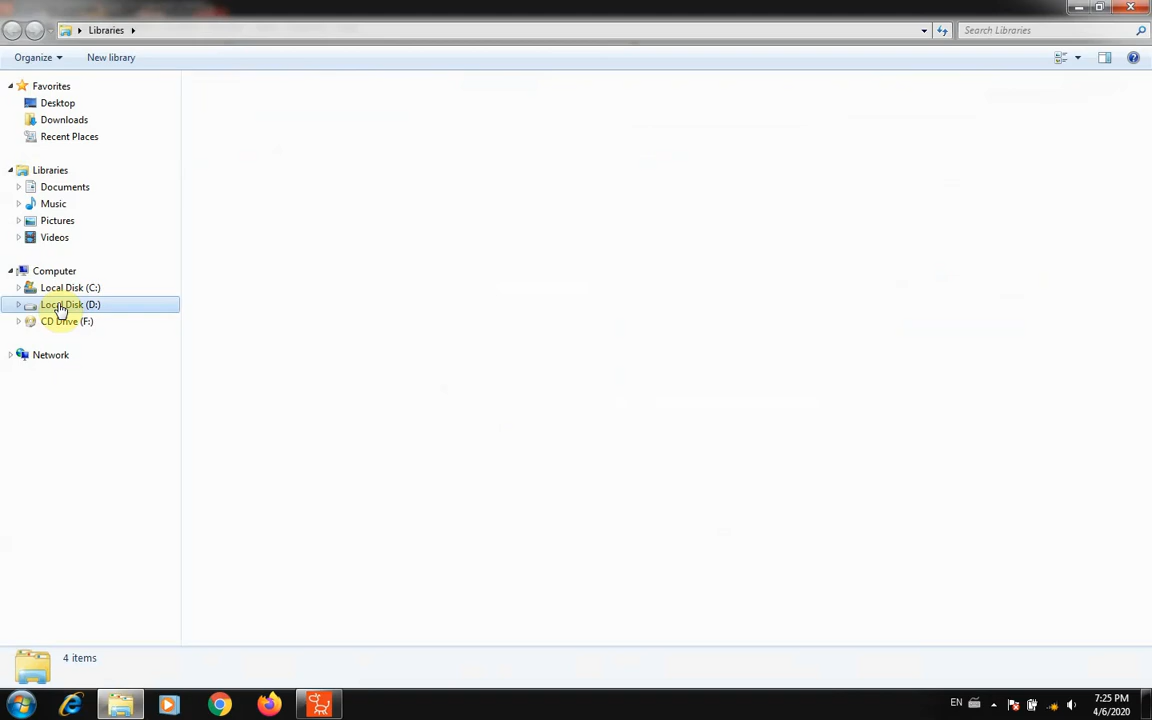 Libraries
Search Libraries
Organize
New library
Favorites
Desktop
Downloads
Recent Places
Libraries
Documents
Music
Pictures
Videos
Computer
Local Disk (C:)
Local Disk (D:)
CD Drive (F:)
Network
4 items
EN
7:25 PM
4/6/2020